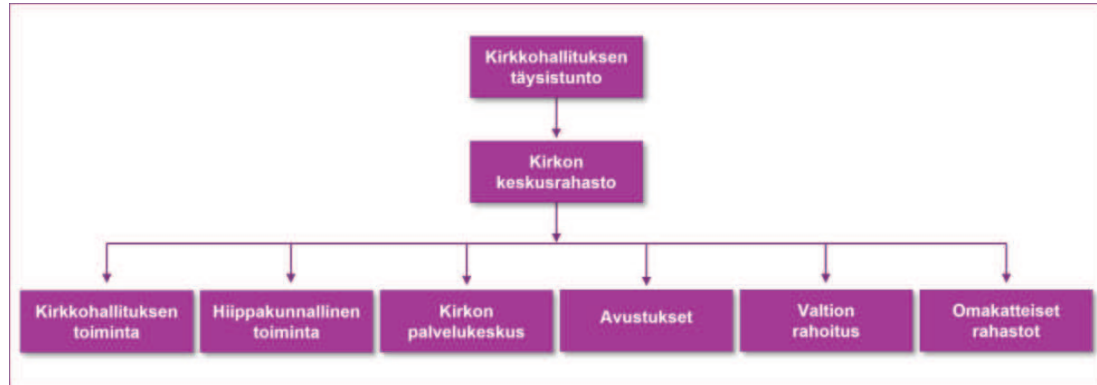 Kirkkohallituksen
täysistunto
Kirkon
keskusrahasto
Kirkkohallituksen
toiminta
Hiippakunnallinen
toiminta
Kirkon
palvelukeskus
Avustukset
Valtion
rahoitus
Omakatteiset
rahastot